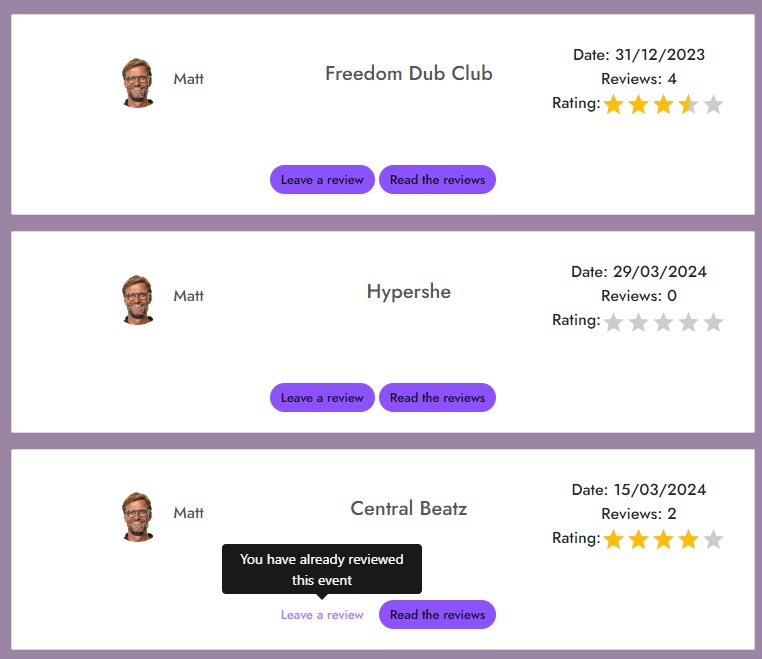 Matt
Freedom Dub Club
Date: 31/12/2023
Reviews: 4
Rating:
Leave a review
Read the reviews
Matt
Hypershe
Date: 29/03/2024
Reviews: 0
Rating:
Leave a review
Read the reviews
Matt
Central Beatz
Date: 15/03/2024
Reviews: 2
Rating:
You have already reviewed
this event
Leave a review
Read the reviews